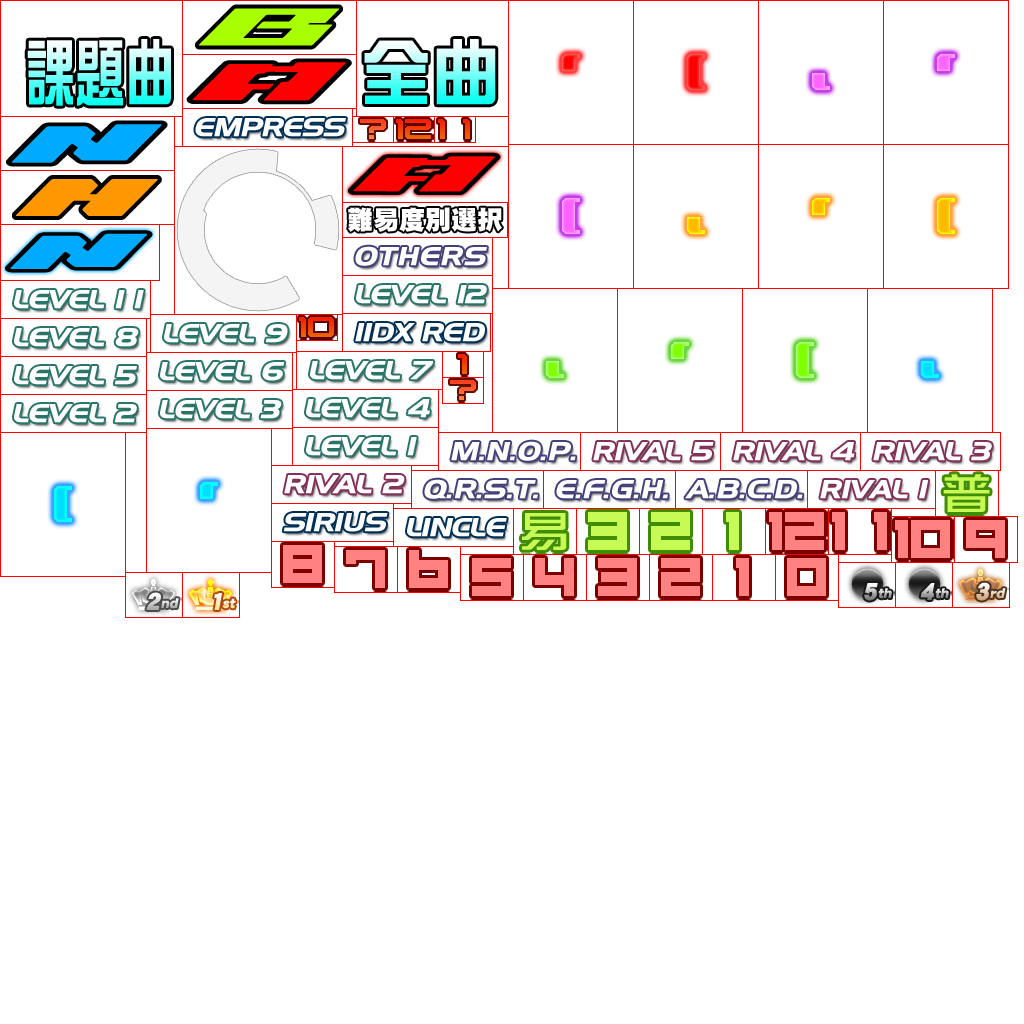 課題曲
B
A
全曲
EMPRESS
? 12 1 1
N
H
N
A
難易度別選択
OTHERS
LEVEL 11
LEVEL 12
LEVEL 8
LEVEL 9
10
IIDX RED
LEVEL 5
LEVEL 6
LEVEL 7
1
?
LEVEL 2
LEVEL 3
LEVEL 4
LEVEL 1
M.N.O.P.
RIVAL 5
RIVAL 4
RIVAL 3
RIVAL 2
Q.R.S.T.
E.F.G.H.
A.B.C.D.
RIVAL 1
普
SIRIUS
LINCLE
易
3
2
1
12
1 1
10
9
8
7
6
5
4
3
2
1
0
5th
4th
3rd
2nd
1st